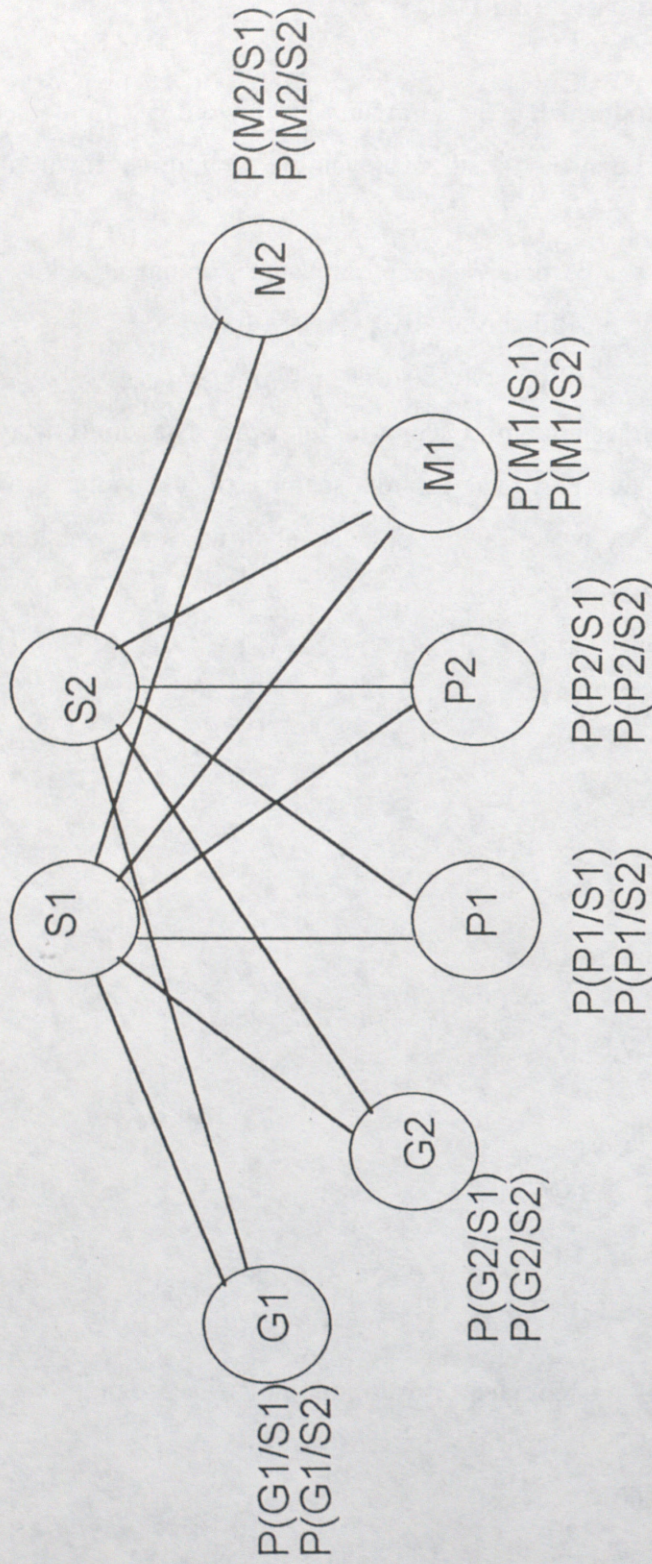 S1
S2
G1
P(G1/S1)
P(G1/S2)
G2
P(G2/S1)
P(G2/S2)
P1
P(P1/S1)
P(P1/S2)
P2
P(P2/S1)
P(P2/S2)
M1
P(M1/S1)
P(M1/S2)
M2
P(M2/S1)
P(M2/S2)